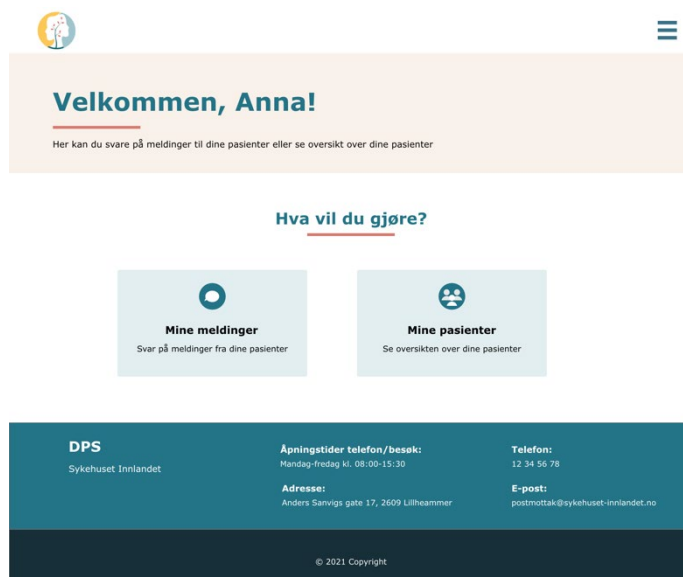 Velkommen, Anna!
Her kan du svare på meldinger til dine pasienter eller se oversikt over dine pasienter
Hva vil du gjøre?
Mine meldinger
Svar på meldinger fra dine pasienter
Mine pasienter
Se oversikten over dine pasienter
DPS
Sykehuset Innlandet
Åpningstider telefon/besøk:
Mandag-fredag kl. 08:00-15:30
Adresse:
Anders Sanvigs gate 17, 2609 Lillheammer
Telefon:
12 34 56 78
E-post:
postmottak@sykehuset-innlandet.no
© 2021 Copyright